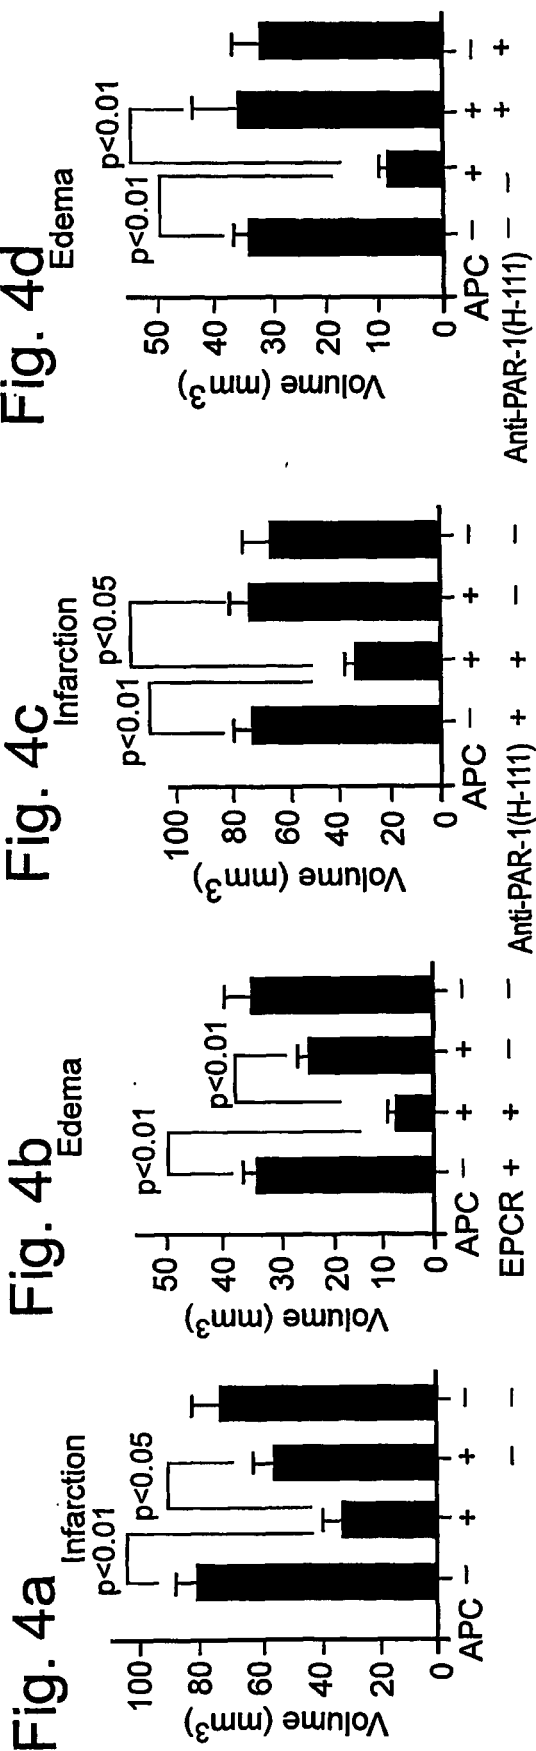 Fig. 4a
Infarction
p<0.01
p<0.05
Volume (mm3)
100
80
60
40
20
0
APC − + + −
− −
Fig. 4b
Edema
p<0.01
p<0.01
Volume (mm3)
50
40
30
20
10
0
APC − + + −
EPCR + + − −
Fig. 4c
Infarction
p<0.01
p<0.05
Volume (mm3)
100
80
60
40
20
0
APC − + + −
Anti-PAR-1(H-111) + + − −
Fig. 4d
Edema
p<0.01
p<0.01
Volume (mm3)
50
40
30
20
10
0
APC − + + −
Anti-PAR-1(H-111) − − + +